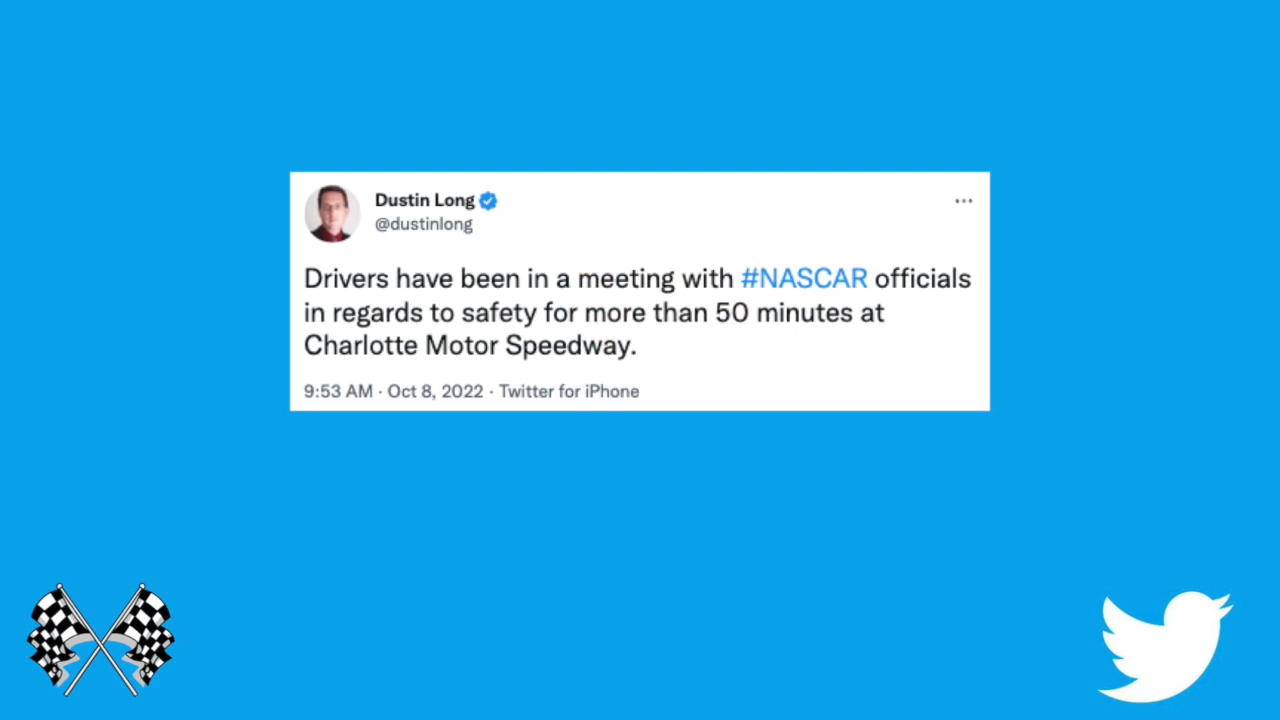 Dustin Long
@dustinlong
Drivers have been in a meeting with #NASCAR officials
in regards to safety for more than 50 minutes at
Charlotte Motor Speedway.
9:53 AM · Oct 8, 2022 · Twitter for iPhone